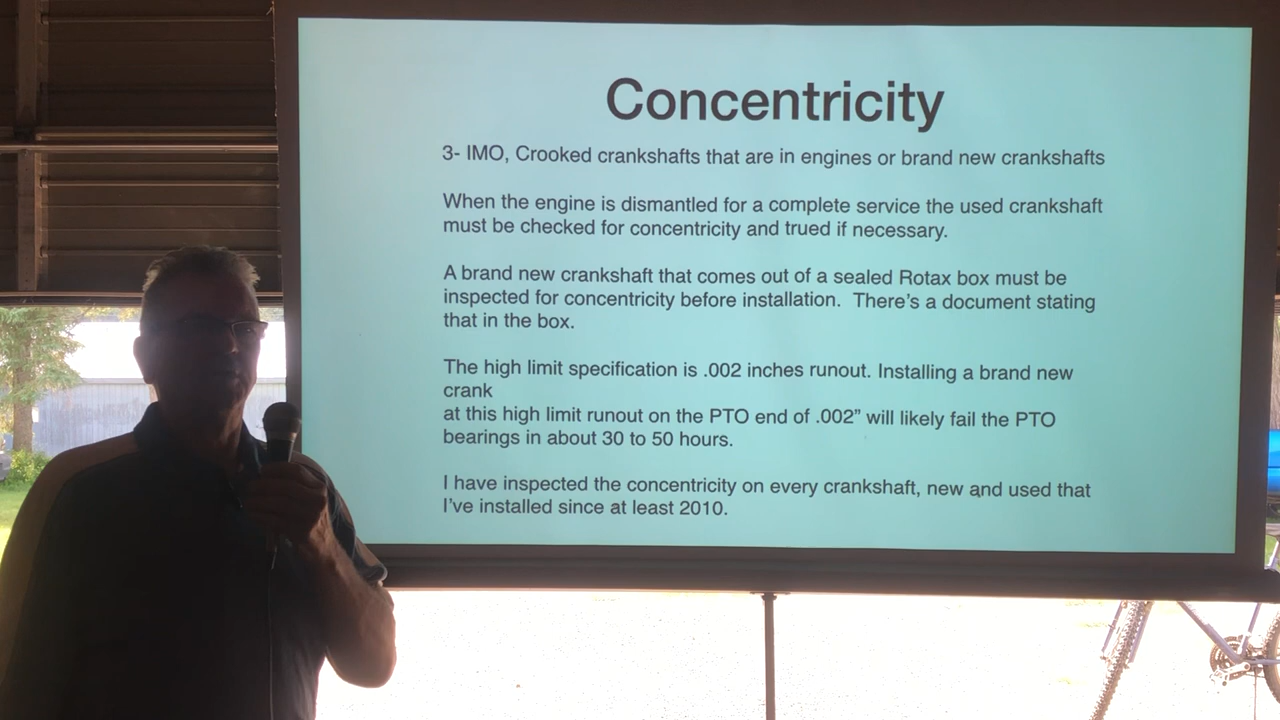 Concentricity
3- IMO, Crooked crankshafts that are in engines or brand new crankshafts
When the engine is dismantled for a complete service the used crankshaft
must be checked for concentricity and trued if necessary.
A brand new crankshaft that comes out of a sealed Rotax box must be
inspected for concentricity before installation.  There's a document stating
that in the box.
The high limit specification is .002 inches runout. Installing a brand new
crank
at this high limit runout on the PTO end of .002" will likely fail the PTO
bearings in about 30 to 50 hours.
I have inspected the concentricity on every crankshaft, new and used that
I've installed since at least 2010.